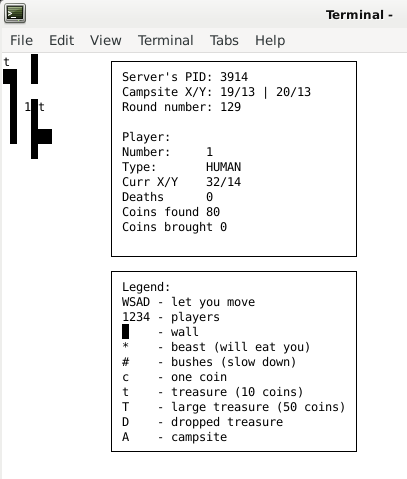 Terminal -
File Edit View Terminal Tabs Help
t
1 t
Server's PID: 3914
Campsite X/Y: 19/13 | 20/13
Round number: 129
Player:
Number: 1
Type: HUMAN
Curr X/Y 32/14
Deaths 0
Coins found 80
Coins brought 0
Legend:
WSAD - let you move
1234 - players
- wall
* - beast (will eat you)
# - bushes (slow down)
c - one coin
t - treasure (10 coins)
T - large treasure (50 coins)
D - dropped treasure
A - campsite